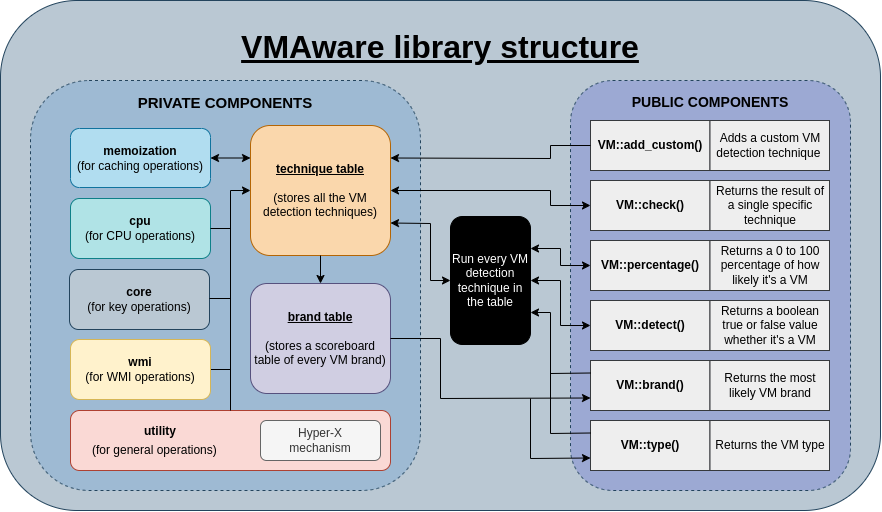 VMAware library structure
PRIVATE COMPONENTS
memoization
(for caching operations)
cpu
(for CPU operations)
core
(for key operations)
wmi
(for WMI operations)
utility
(for general operations)
Hyper-X
mechanism
technique table
(stores all the VM
detection techniques)
brand table
(stores a scoreboard
table of every VM brand)
Run every VM
detection
technique in
the table
PUBLIC COMPONENTS
VM::add_custom()
Adds a custom VM
detection technique
VM::check()
Returns the result of
a single specific
technique
VM::percentage()
Returns a 0 to 100
percentage of how
likely it's a VM
VM::detect()
Returns a boolean
true or false value
whether it's a VM
VM::brand()
Returns the most
likely VM brand
VM::type()
Returns the VM type